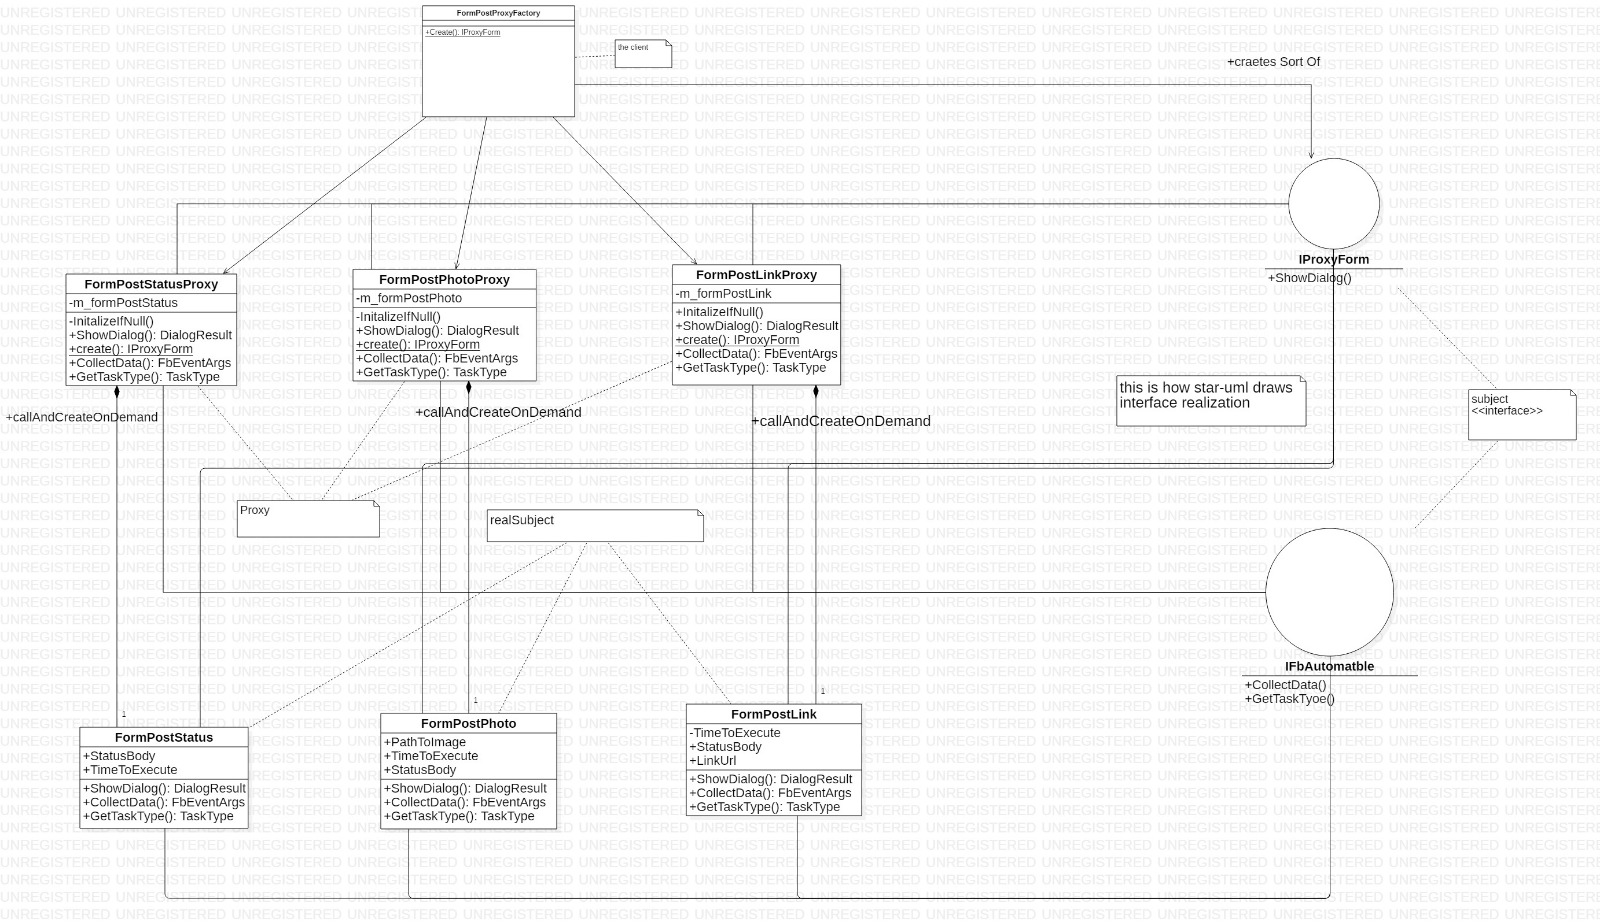 FormPostProxyFactory
+Create(): IProxyForm
the client
+craetes Sort Of
IProxyForm
+ShowDialog()
FormPostStatusProxy
-m_formPostStatus
-InitalizeIfNull()
+ShowDialog(): DialogResult
+create(): IProxyForm
+CollectData(): FbEventArgs
+GetTaskType(): TaskType
FormPostPhotoProxy
-m_formPostPhoto
-InitalizeIfNull()
+ShowDialog(): DialogResult
+create(): IProxyForm
+CollectData(): FbEventArgs
+GetTaskType(): TaskType
FormPostLinkProxy
-m_formPostLink
+InitalizeIfNull()
+ShowDialog(): DialogResult
+create(): IProxyForm
+CollectData(): FbEventArgs
+GetTaskType(): TaskType
+callAndCreateOnDemand
+callAndCreateOnDemand
+callAndCreateOnDemand
this is how star-uml draws
interface realization
subject
<<interface>>
Proxy
realSubject
IFbAutomatble
+CollectData()
+GetTaskTyoe()
1
1
1
FormPostStatus
+StatusBody
+TimeToExecute
+ShowDialog(): DialogResult
+CollectData(): FbEventArgs
+GetTaskType(): TaskType
FormPostPhoto
+PathToImage
+TimeToExecute
+StatusBody
+ShowDialog(): DialogResult
+CollectData(): FbEventArgs
+GetTaskType(): TaskType
FormPostLink
-TimeToExecute
+StatusBody
+LinkUrl
+ShowDialog(): DialogResult
+CollectData(): FbEventArgs
+GetTaskType(): TaskType
UNREGISTERED